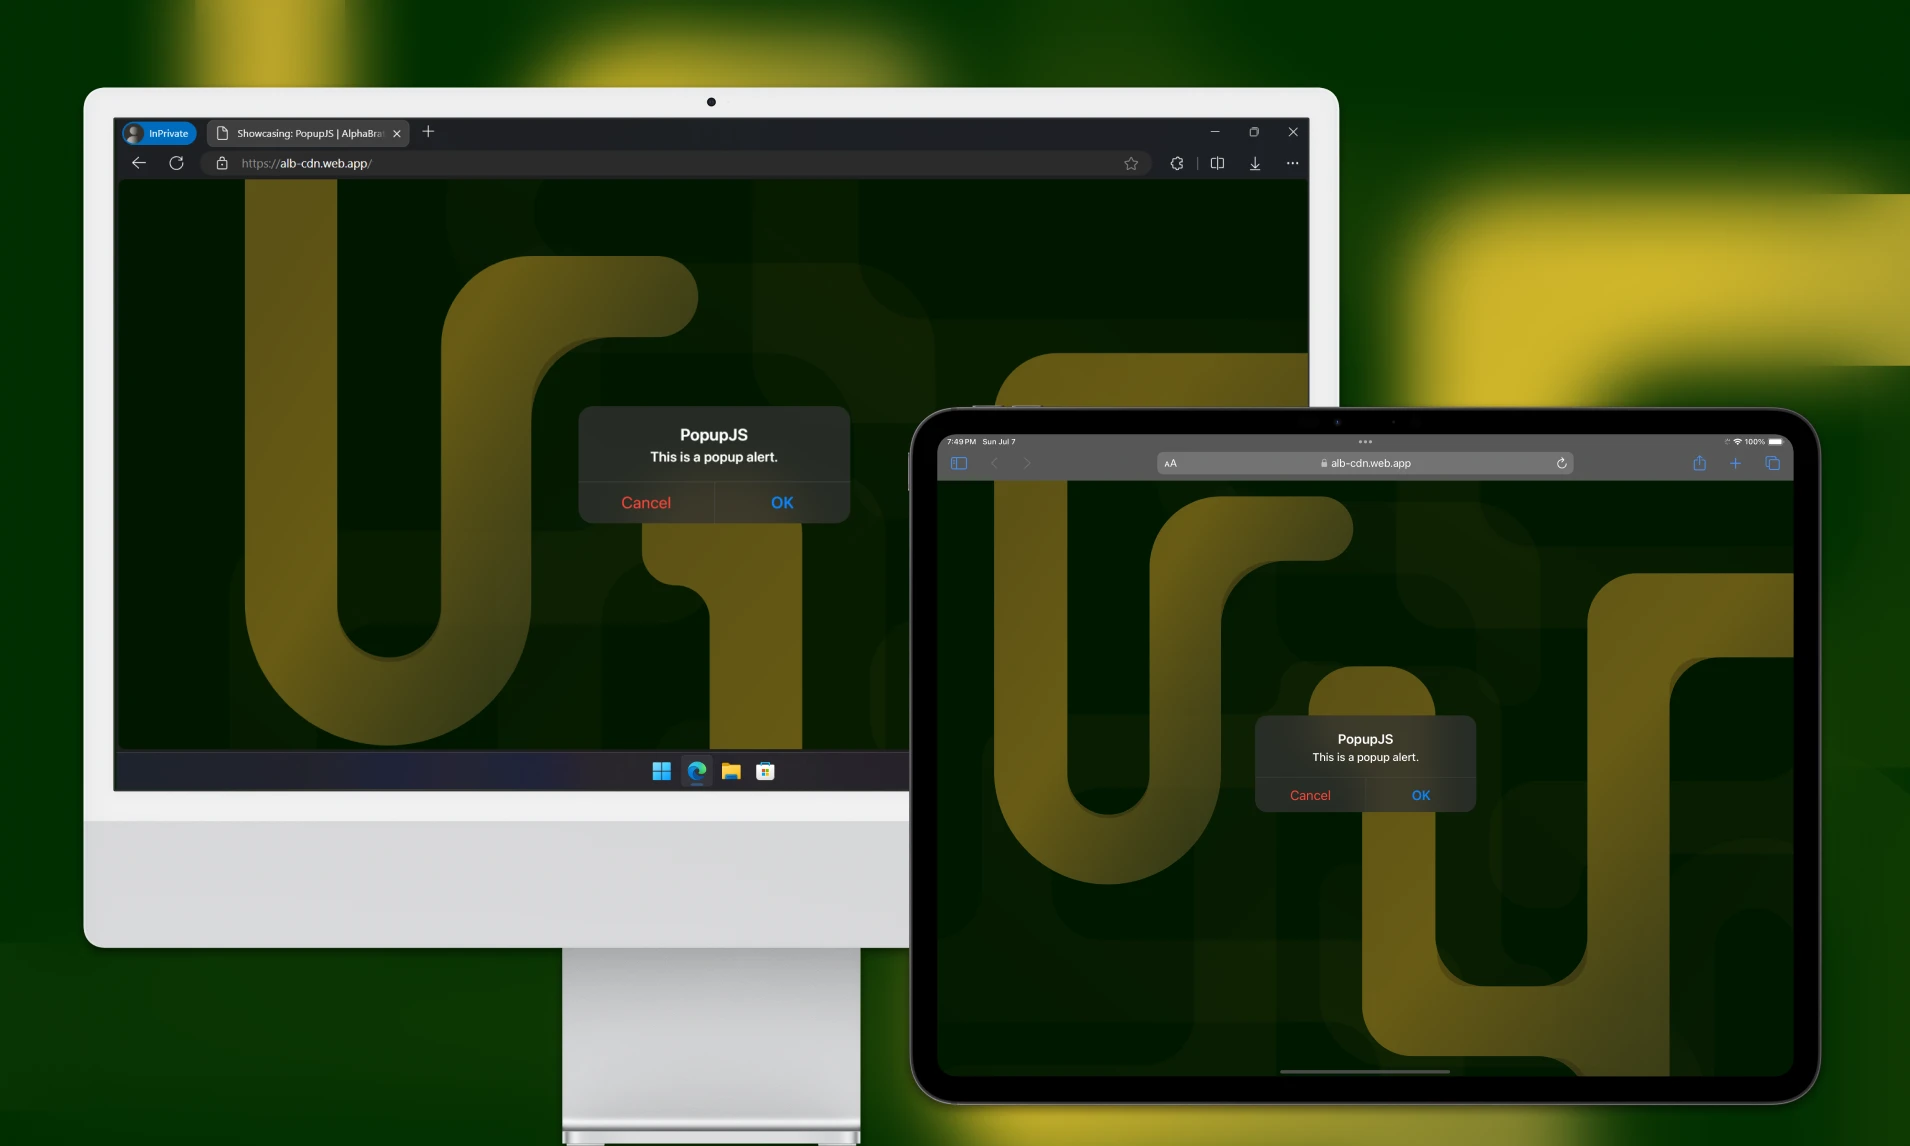 InPrivate
Showcasing: PopupJS | AlphaBra
https://alb-cdn.web.app/
PopupJS
This is a popup alert.
Cancel
OK
7:49 PM Sun Jul 7
100%
AA
alb-cdn.web.app
PopupJS
This is a popup alert.
Cancel
OK